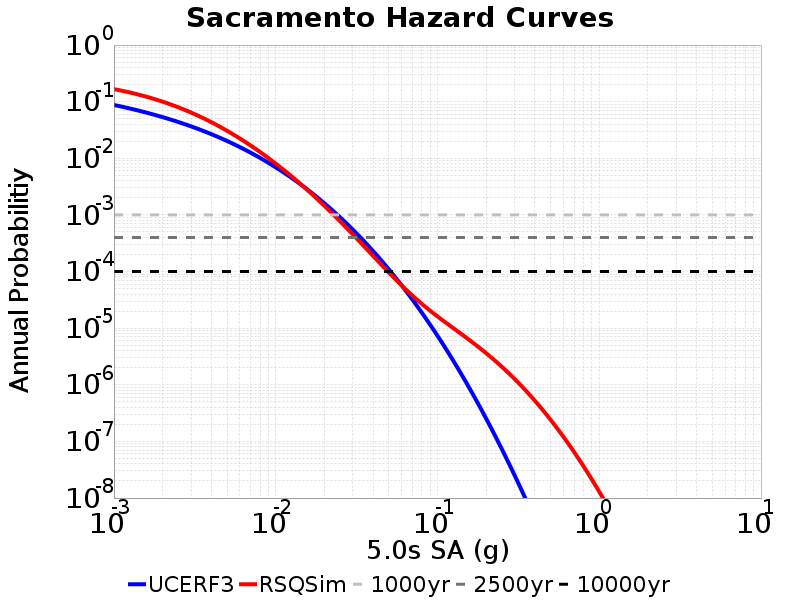 Sacramento Hazard Curves
10^0
10^-1
10^-2
10^-3
10^-4
10^-5
10^-6
10^-7
10^-8
Annual Probabilitiy
10^-3 10^-2 10^-1 10^0 10^1
5.0s SA (g)
UCERF3 RSQSim 1000yr 2500yr 10000yr